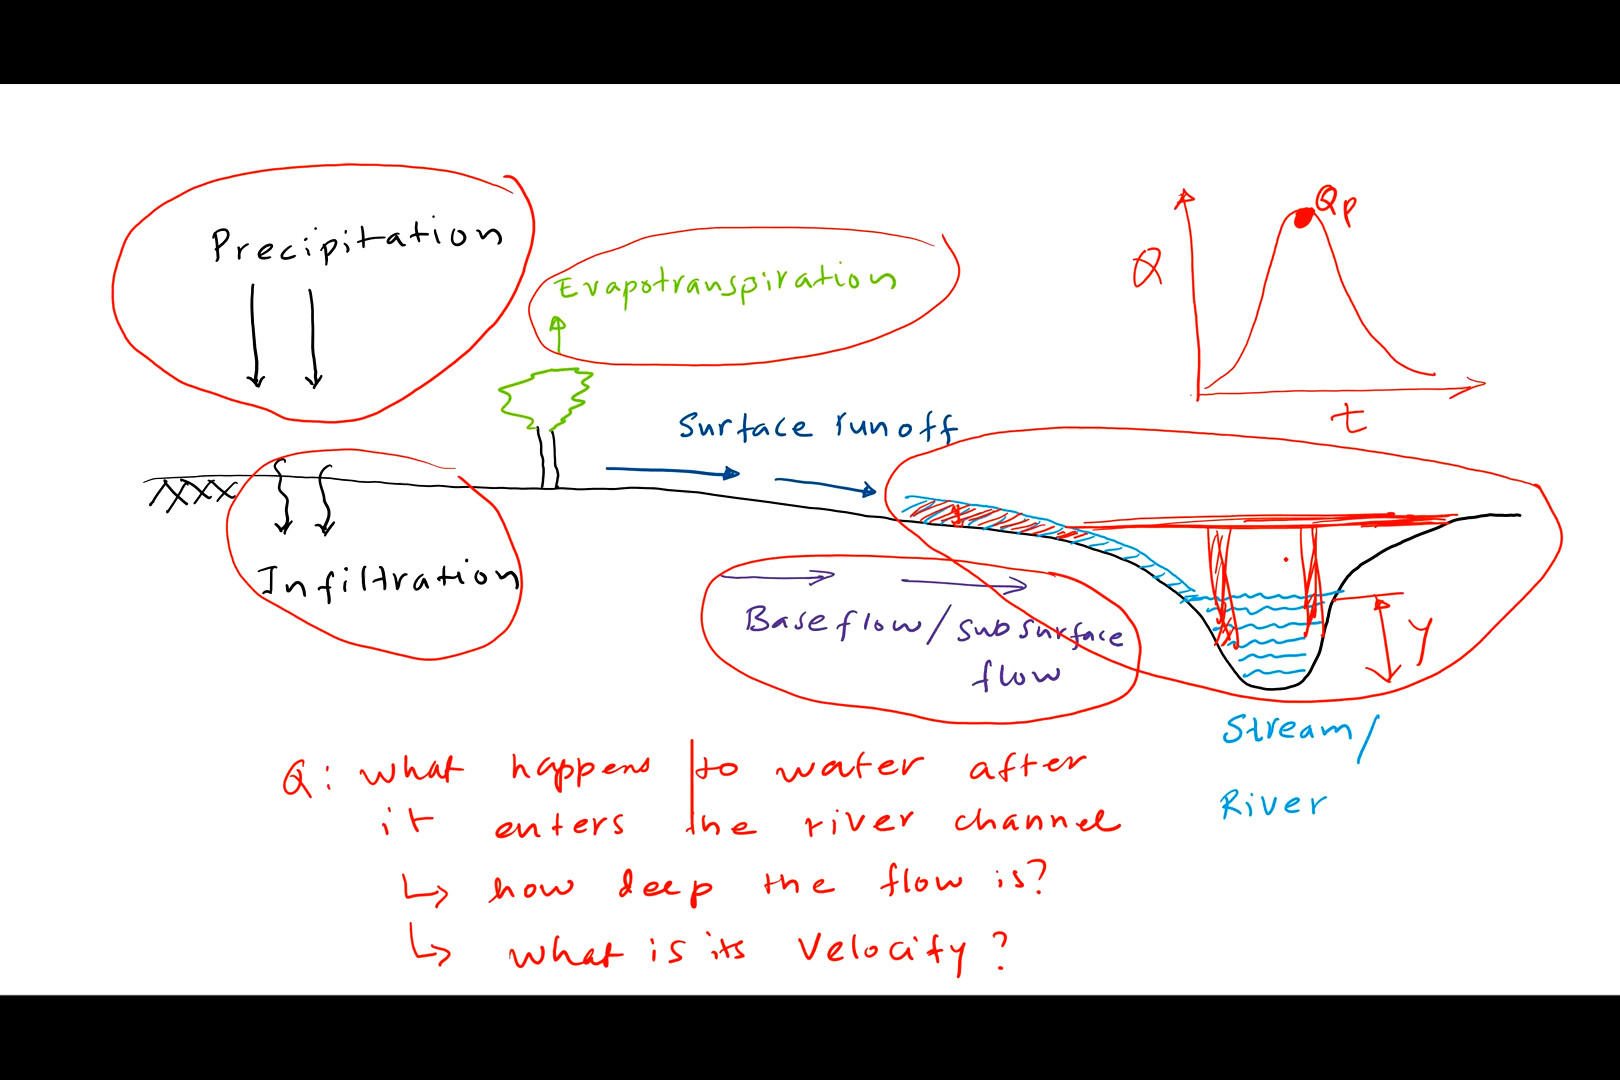 Precipitation
Evapotranspiration
Qp
Q
t
Surface runoff
Infiltration
Baseflow/subsurface
flow
y
Stream/
River
Q: what happens to water after
it enters the river channel
↳ how deep the flow is?
↳ what is its velocity?